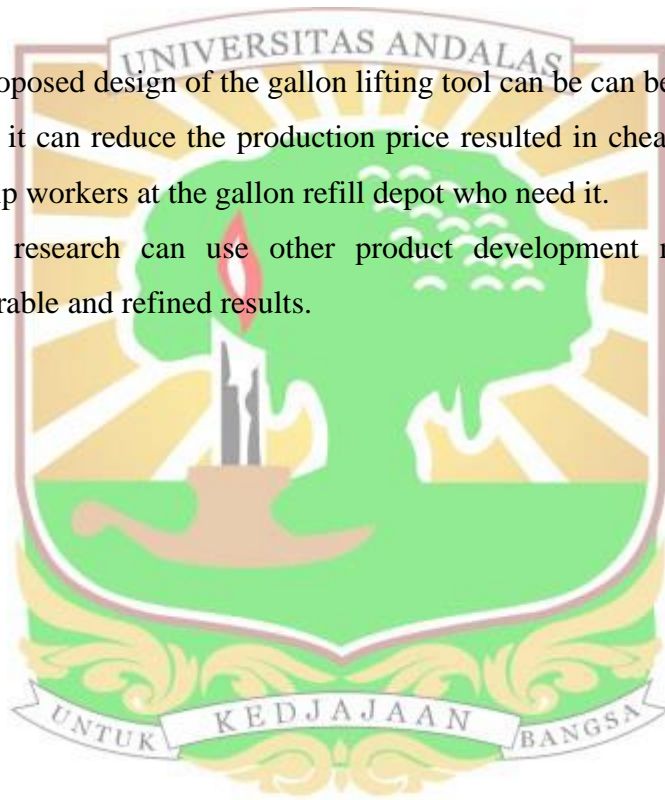 UNIVERSITAS ANDALAS
oposed design of the gallon lifting tool can be can be
it can reduce the production price resulted in chea
p workers at the gallon refill depot who need it.
research can use other product development
rable and refined results.
UNTUK KEDJAJAAN BANGSA